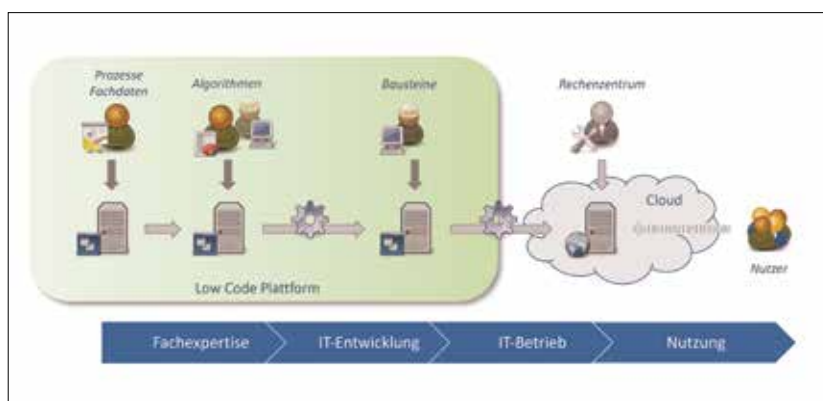 Prozesse
Fachdaten
Algorithmen
Bausteine
Rechenzentrum
Cloud
Nutzer
Low Code Plattform
Fachexpertise
IT-Entwicklung
IT-Betrieb
Nutzung